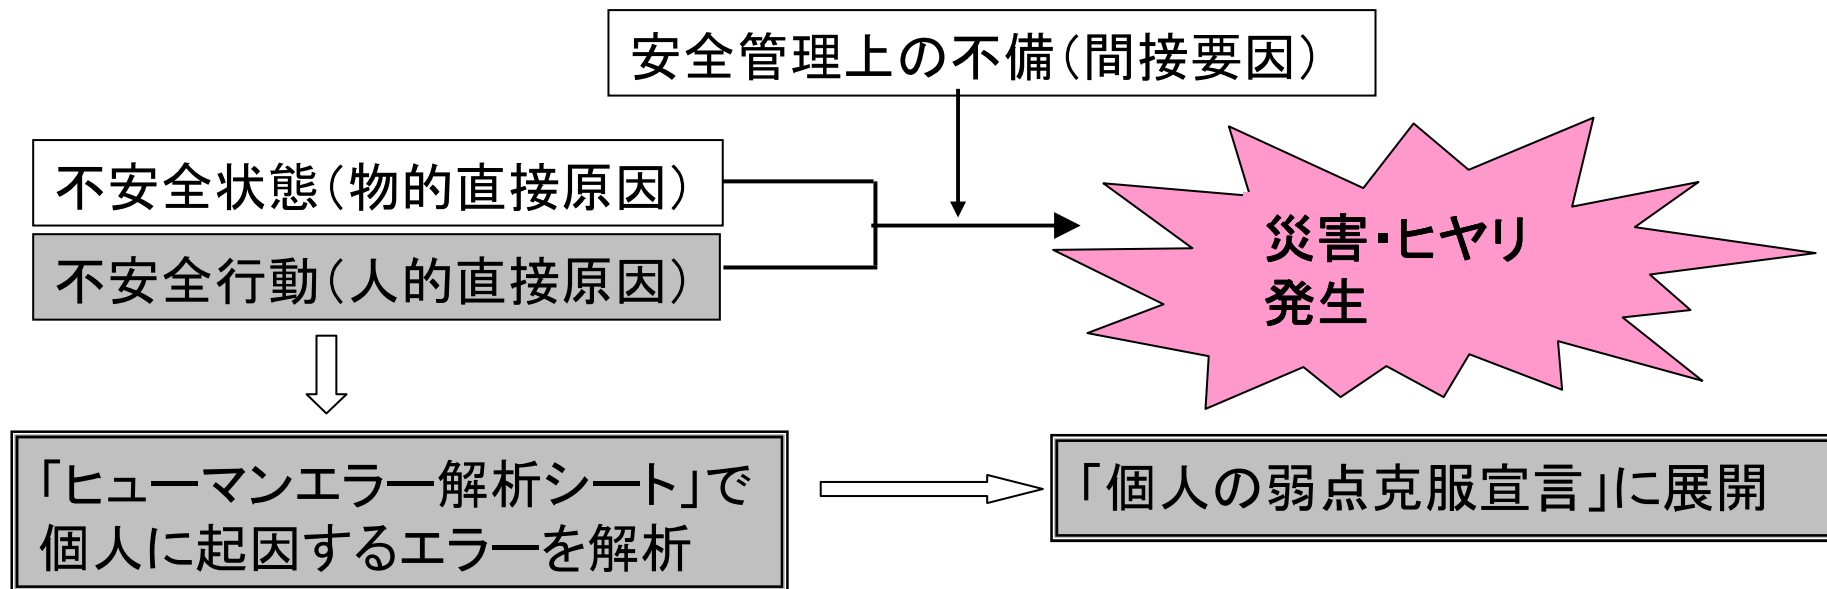 安全管理上の不備(間接要因)
不安全状態(物的直接原因)
不安全行動(人的直接原因)
災害・ヒヤリ
発生
「ヒューマンエラー解析シート」で
個人に起因するエラーを解析
「個人の弱点克服宣言」に展開